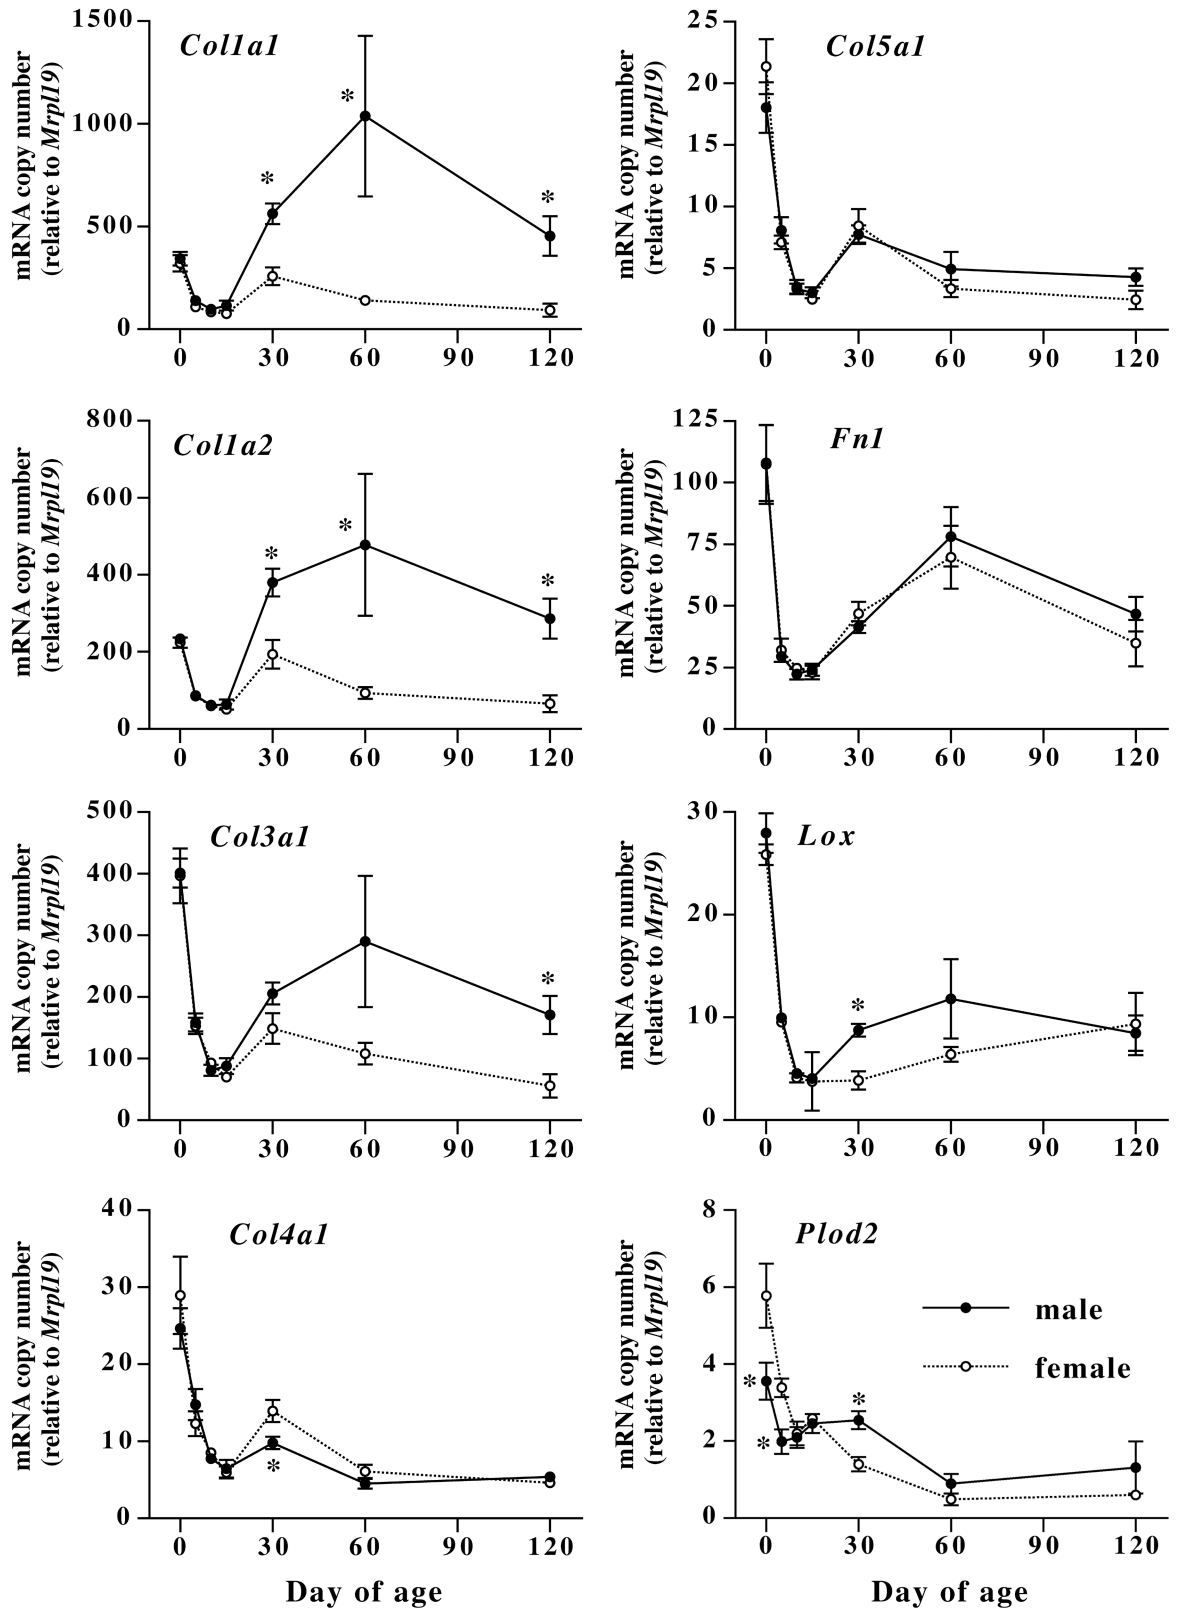 Col1a1
mRNA copy number
(relative to Mrpl19)
1500
1000
500
0
0 30 60 90 120
* * *
Col5a1
mRNA copy number
(relative to Mrpl19)
25
20
15
10
5
0
0 30 60 90 120
Col1a2
mRNA copy number
(relative to Mrpl19)
800
600
400
200
0
0 30 60 90 120
* * *
Fn1
mRNA copy number
(relative to Mrpl19)
125
100
75
50
25
0
0 30 60 90 120
Col3a1
mRNA copy number
(relative to Mrpl19)
500
400
300
200
100
0
0 30 60 90 120
*
Lox
mRNA copy number
(relative to Mrpl19)
30
20
10
0
0 30 60 90 120
*
Col4a1
mRNA copy number
(relative to Mrpl19)
40
30
20
10
0
0 30 60 90 120
*
Day of age
Plod2
mRNA copy number
(relative to Mrpl19)
8
6
4
2
0
0 30 60 90 120
* * *
male
female
Day of age